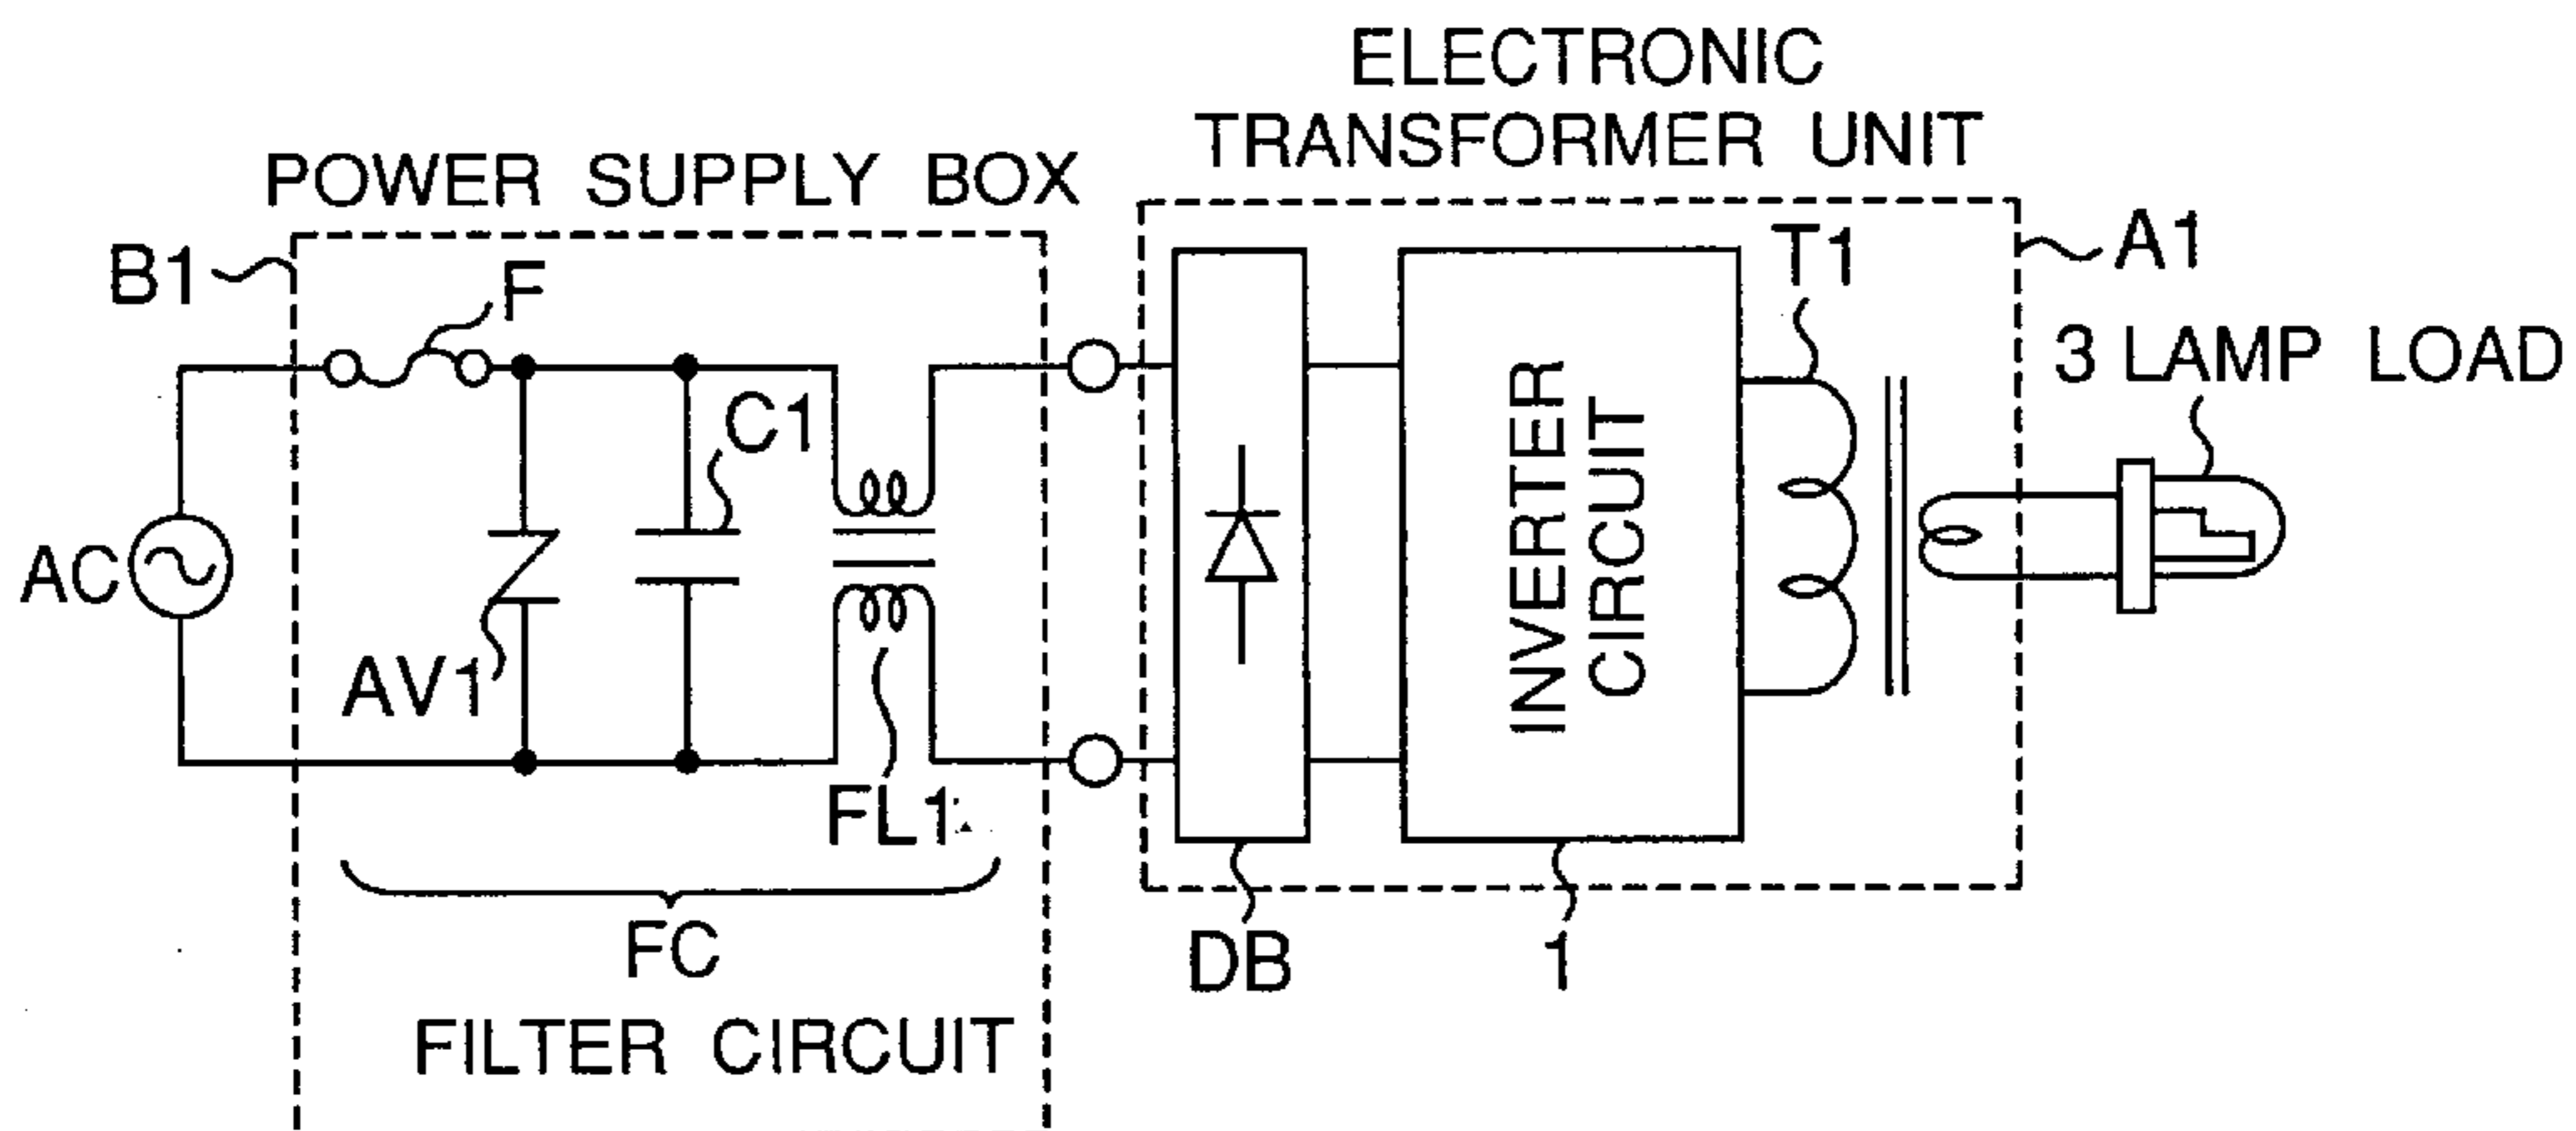 ELECTRONIC
TRANSFORMER UNIT
POWER SUPPLY BOX
B1
F
T1
A1
3 LAMP LOAD
C1
INVERTER
CIRCUIT
AC
AV1
FL1
FC
DB
1
FILTER CIRCUIT